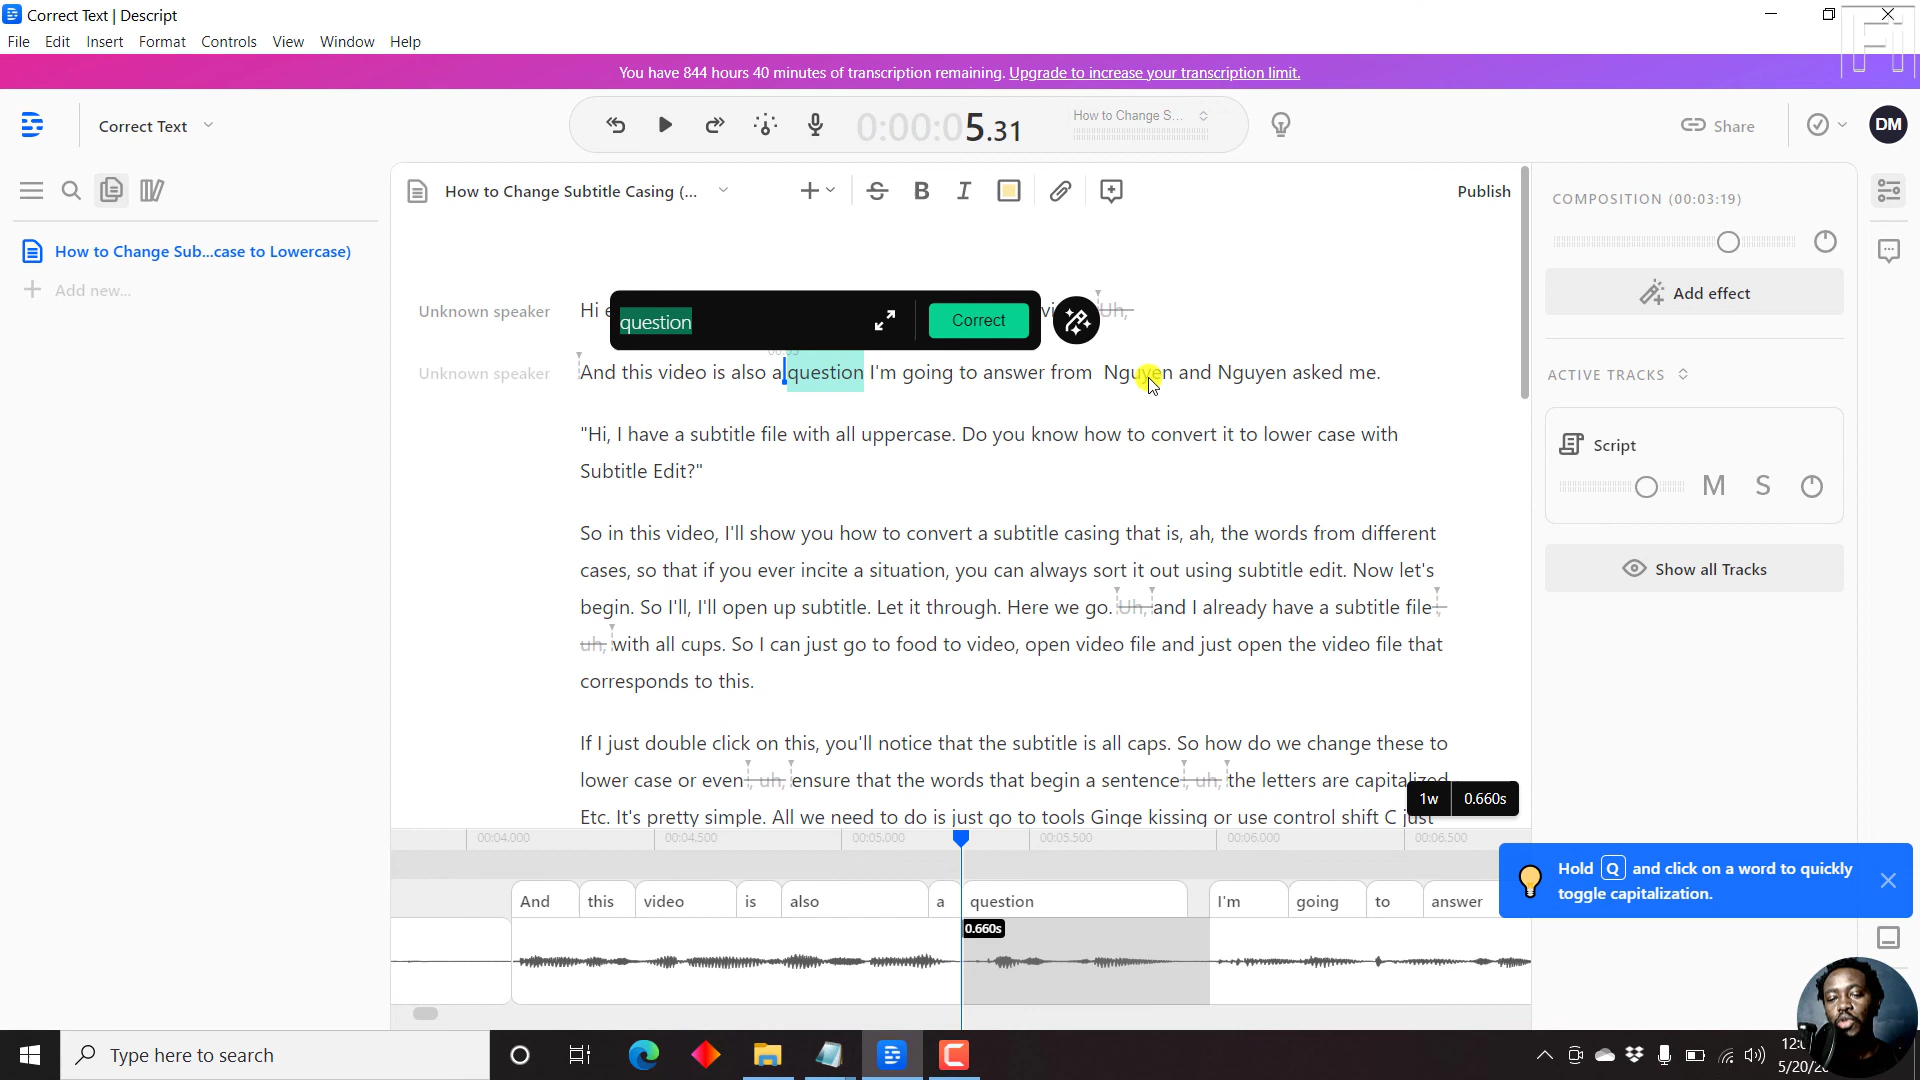 Correct Text | Descript
File Edit Insert Format Controls View Window Help
You have 844 hours 40 minutes of transcription remaining. Upgrade to increase your transcription limit.
Correct Text
0:00:05.31
How to Change S...
Share
DM
How to Change Subtitle Casing (...
Publish
COMPOSITION (00:03:19)
How to Change Sub...case to Lowercase)
Add new...
Add effect
Unknown speaker
Hi
Uh,
question
Correct
Unknown speaker
And this video is also a question I'm going to answer from Nguyen and Nguyen asked me.
ACTIVE TRACKS
"Hi, I have a subtitle file with all uppercase. Do you know how to convert it to lower case with
Subtitle Edit?"
Script
M S
So in this video, I'll show you how to convert a subtitle casing that is, ah, the words from different
cases, so that if you ever incite a situation, you can always sort it out using subtitle edit. Now let's
Show all Tracks
begin. So I'll, I'll open up subtitle. Let it through. Here we go. Uh, and I already have a subtitle file ,
uh, with all cups. So I can just go to food to video, open video file and just open the video file that
corresponds to this.
If I just double click on this, you'll notice that the subtitle is all caps. So how do we change these to
lower case or even , uh, ensure that the words that begin a sentence , uh, the letters are capitalized
Etc. It's pretty simple. All we need to do is just go to tools Ginge kissing or use control shift C just
1w 0.660s
00:04.000 00:04.500 00:05.000 00:05.500 00:06.000 00:06.500
Hold Q and click on a word to quickly
toggle capitalization.
And this video is also a question I'm going to answer
0.660s
Type here to search
12:0
5/20/2